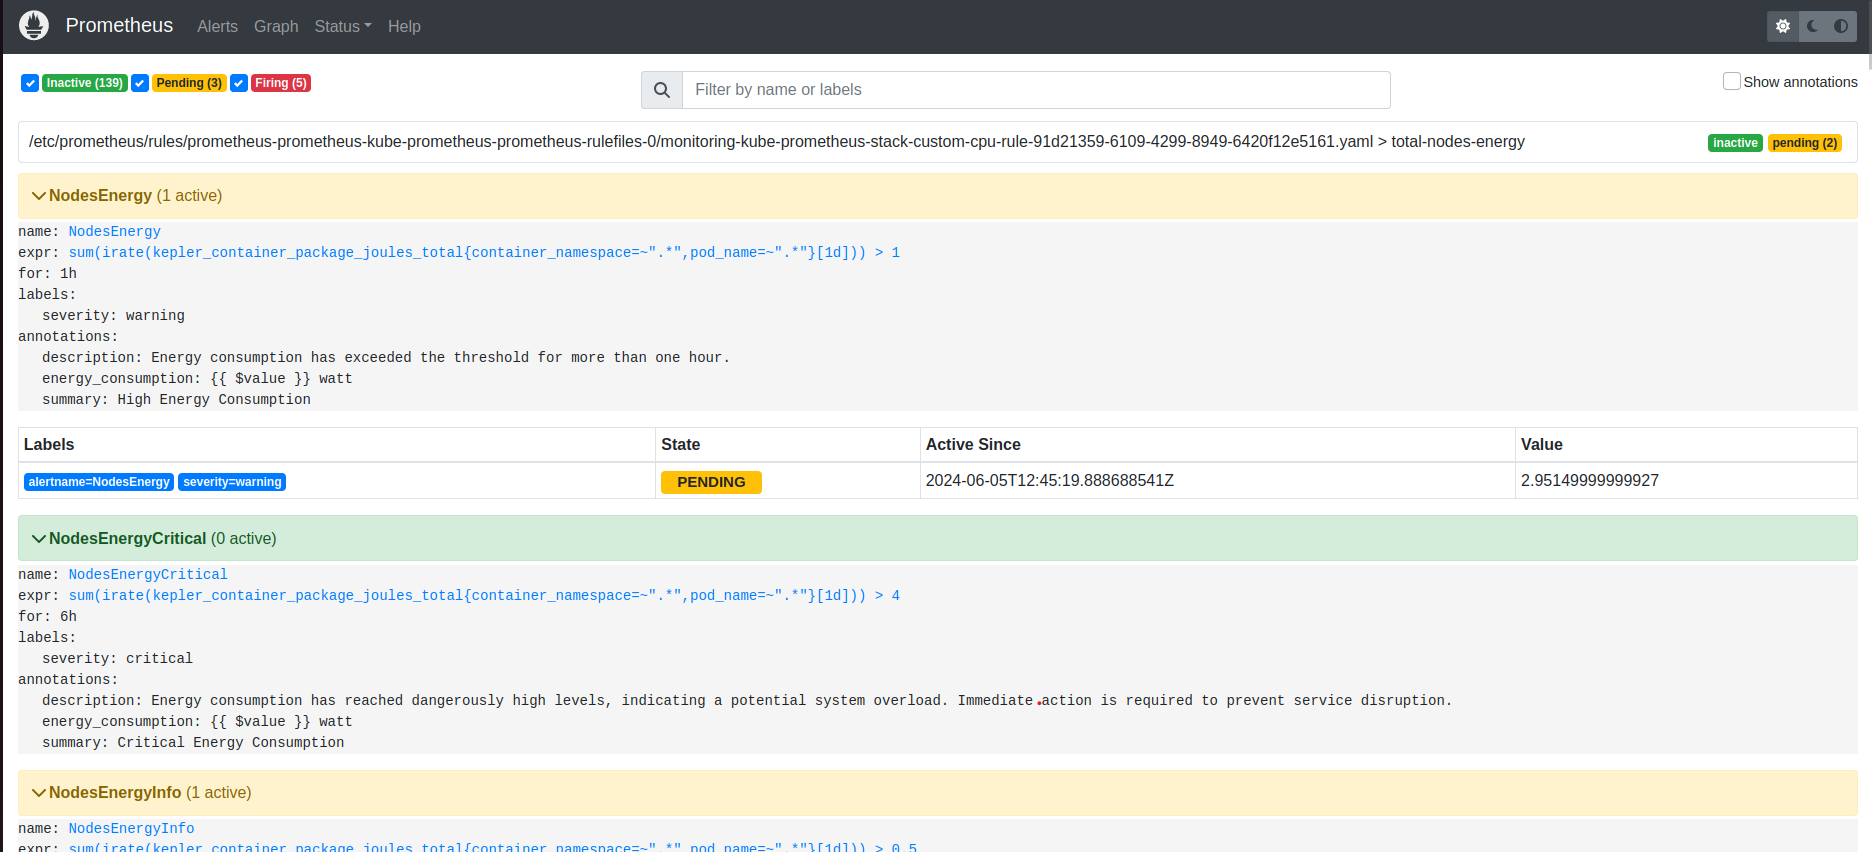 Prometheus Alerts Graph Status Help
Inactive (139) Pending (3) Firing (5) Filter by name or labels Show annotations
/etc/prometheus/rules/prometheus-prometheus-kube-prometheus-prometheus-rulefiles-0/monitoring-kube-prometheus-stack-custom-cpu-rule-91d21359-6109-4299-8949-6420f12e5161.yaml > total-nodes-energy inactive pending (2)
NodesEnergy (1 active)
name: NodesEnergy
expr: sum(irate(kepler_container_package_joules_total{container_namespace=~".*",pod_name=~".*"}[1d])) > 1
for: 1h
labels:
severity: warning
annotations:
description: Energy consumption has exceeded the threshold for more than one hour.
energy_consumption: {{ $value }} watt
summary: High Energy Consumption
Labels State Active Since Value
alertname=NodesEnergy severity=warning PENDING 2024-06-05T12:45:19.888688541Z 2.95149999999927
NodesEnergyCritical (0 active)
name: NodesEnergyCritical
expr: sum(irate(kepler_container_package_joules_total{container_namespace=~".*",pod_name=~".*"}[1d])) > 4
for: 6h
labels:
severity: critical
annotations:
description: Energy consumption has reached dangerously high levels, indicating a potential system overload. Immediate action is required to prevent service disruption.
energy_consumption: {{ $value }} watt
summary: Critical Energy Consumption
NodesEnergyInfo (1 active)
name: NodesEnergyInfo
expr: sum(irate(kepler_container_package_joules_total{container_namespace=~".*",pod_name=~".*"}[1d])) > 0.5